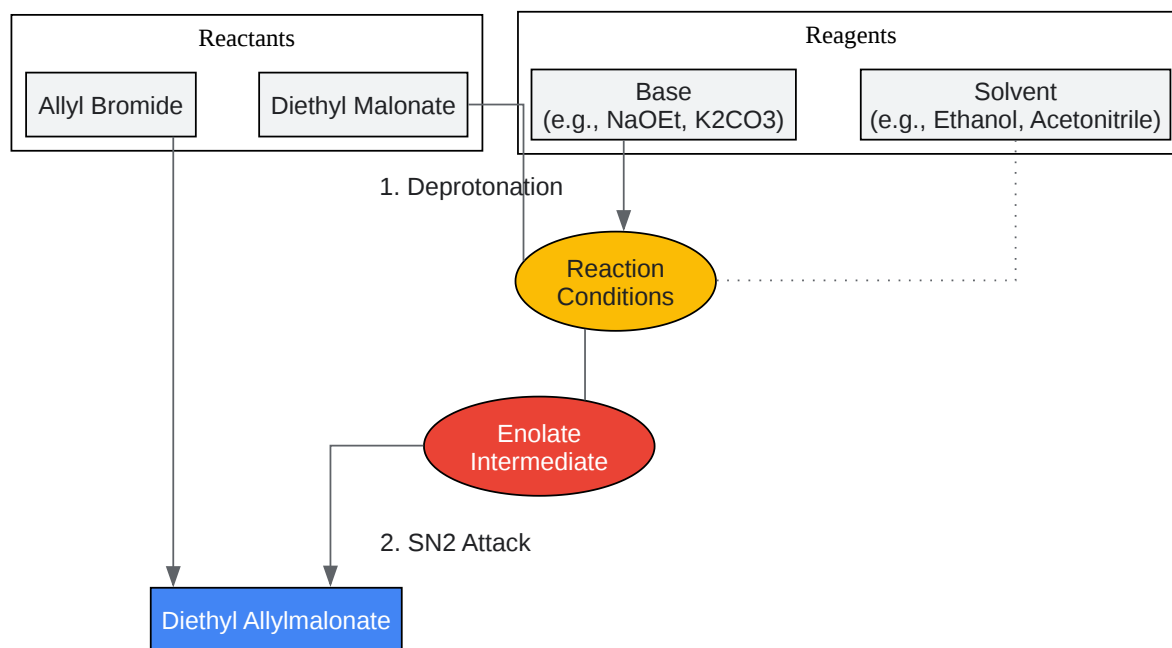 Reactants
Reagents
Allyl Bromide
Diethyl Malonate
Base
(e.g., NaOEt, K2CO3)
Solvent
(e.g., Ethanol, Acetonitrile)
1. Deprotonation
Reaction
Conditions
Enolate
Intermediate
2. SN2 Attack
Diethyl Allylmalonate